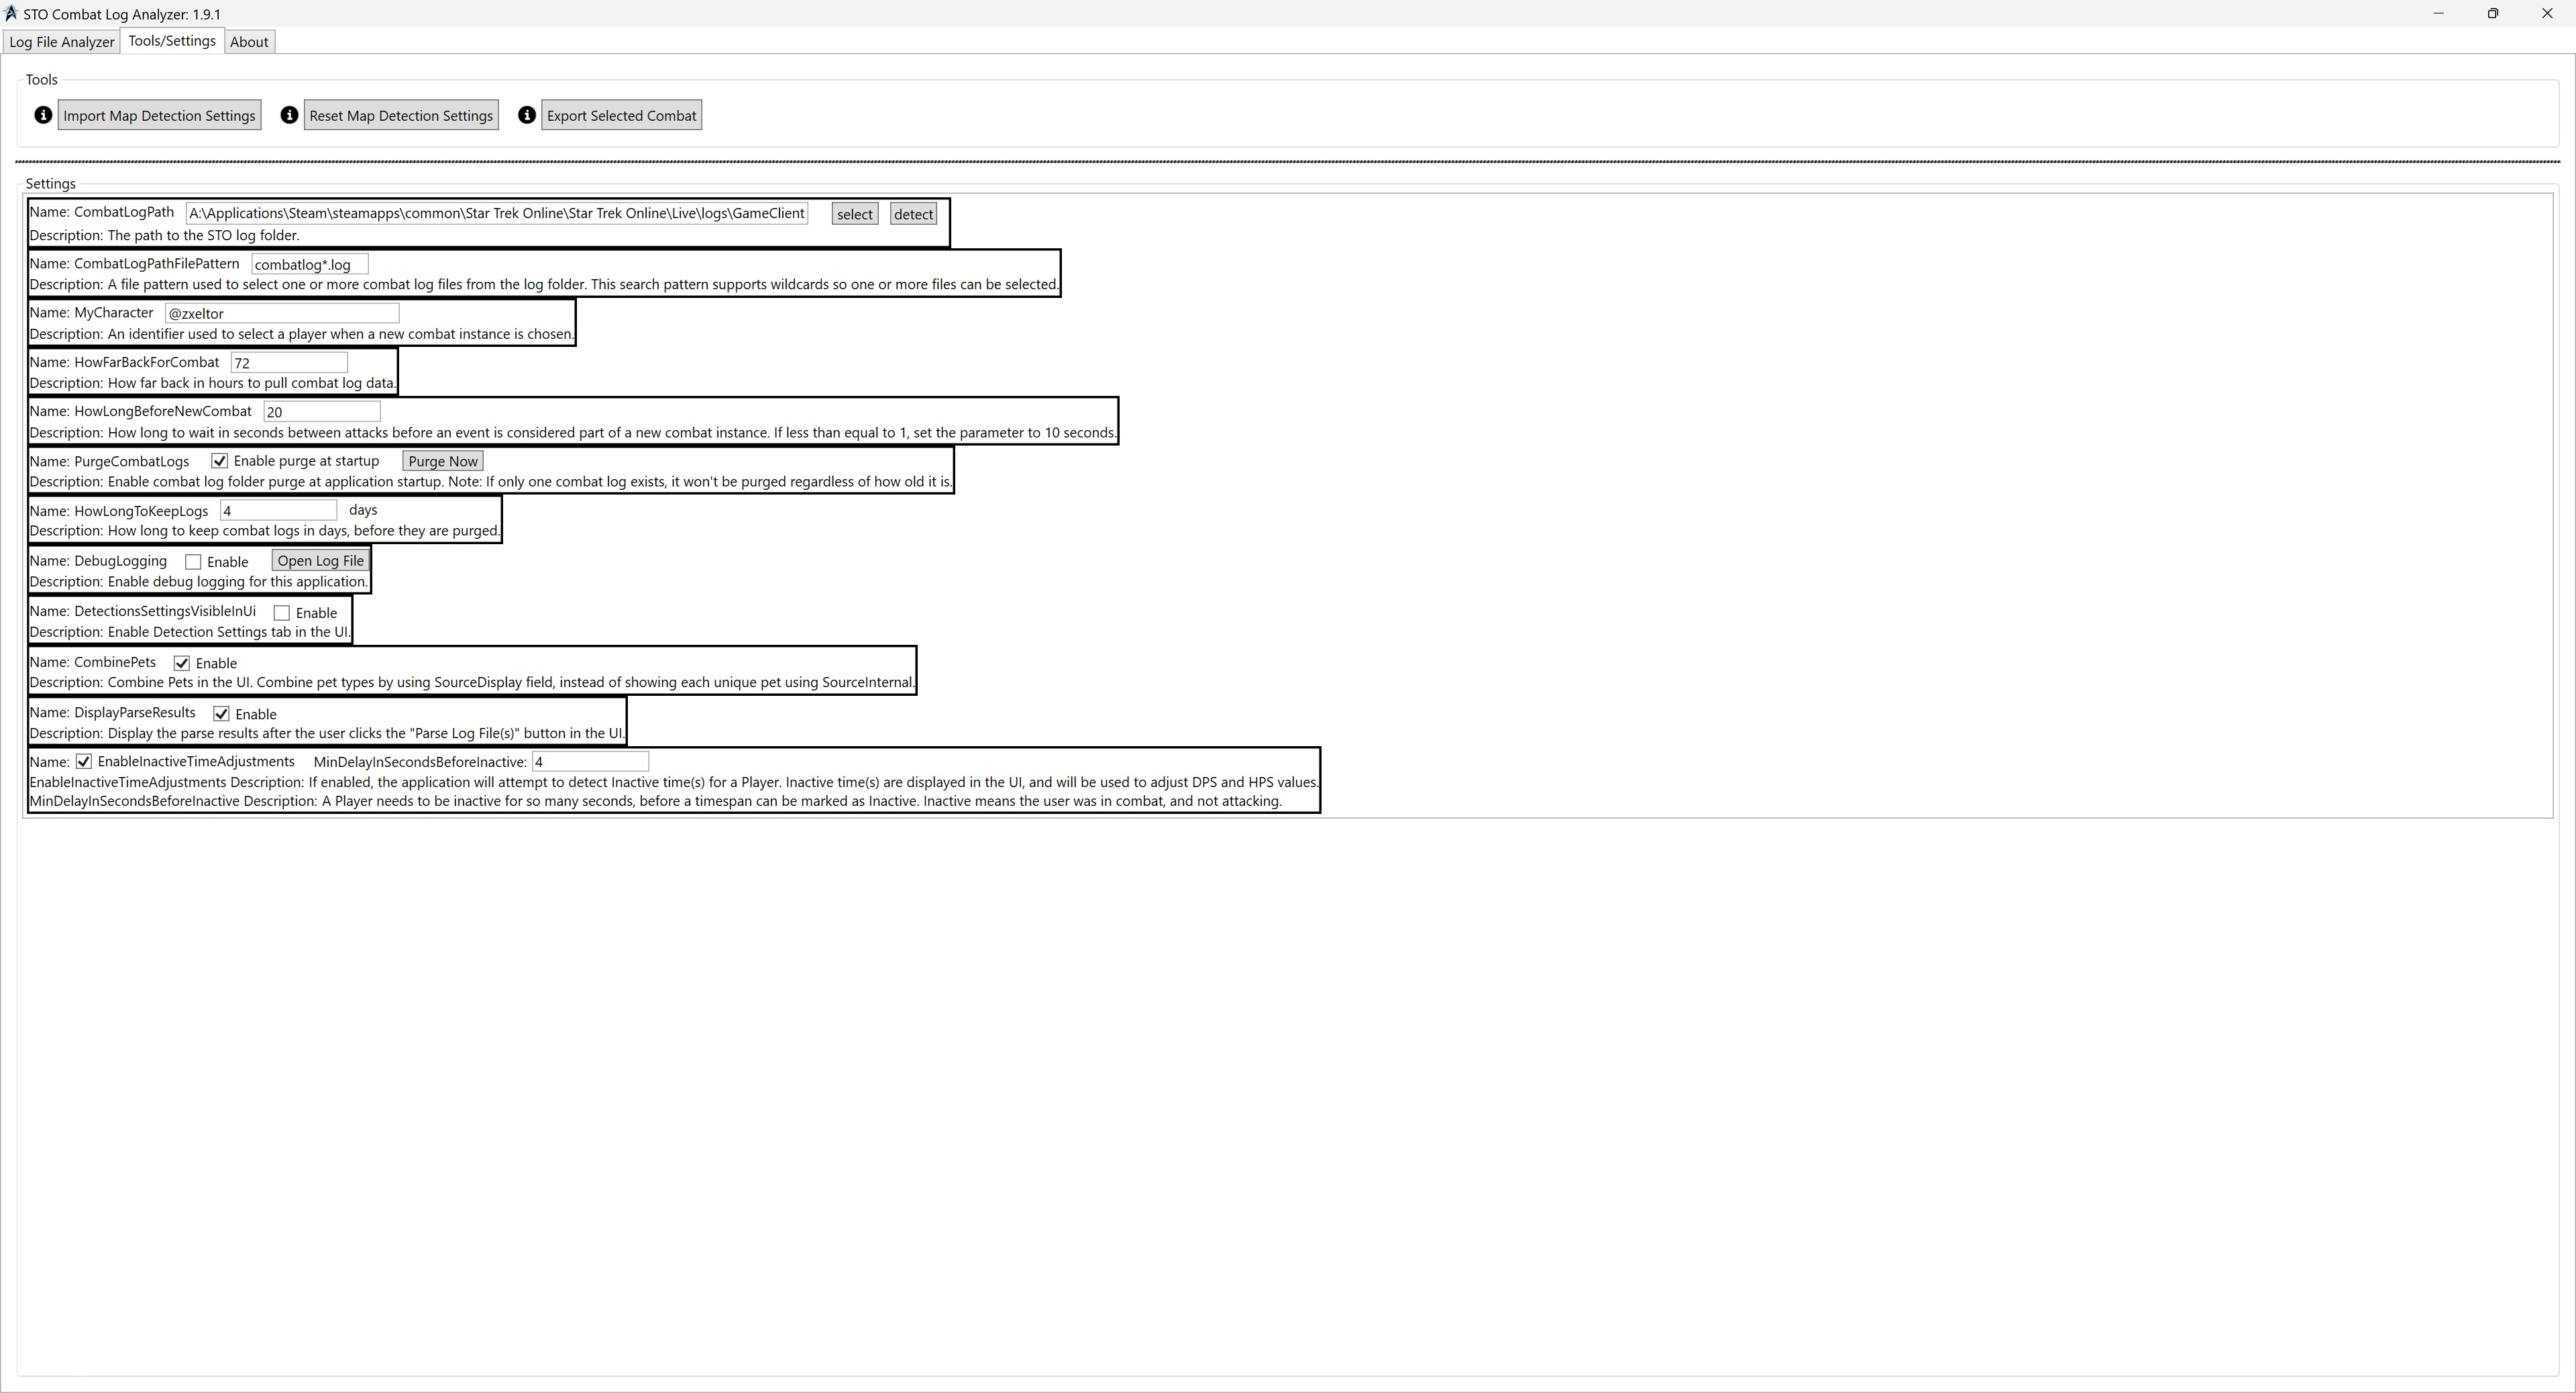 STO Combat Log Analyzer: 1.9.1
Log File Analyzer Tools/Settings About
Tools
Import Map Detection Settings Reset Map Detection Settings Export Selected Combat
Settings
Name: CombatLogPath A:\Applications\Steam\steamapps\common\Star Trek Online\Star Trek Online\Live\logs\GameClient select detect
Description: The path to the STO log folder.
Name: CombatLogPathFilePattern combatlog*.log
Description: A file pattern used to select one or more combat log files from the log folder. This search pattern supports wildcards so one or more files can be selected.
Name: MyCharacter @zxeltor
Description: An identifier used to select a player when a new combat instance is chosen.
Name: HowFarBackForCombat 72
Description: How far back in hours to pull combat log data.
Name: HowLongBeforeNewCombat 20
Description: How long to wait in seconds between attacks before an event is considered part of a new combat instance. If less than equal to 1, set the parameter to 10 seconds.
Name: PurgeCombatLogs Enable purge at startup Purge Now
Description: Enable combat log folder purge at application startup. Note: If only one combat log exists, it won't be purged regardless of how old it is.
Name: HowLongToKeepLogs 4 days
Description: How long to keep combat logs in days, before they are purged.
Name: DebugLogging Enable Open Log File
Description: Enable debug logging for this application.
Name: DetectionsSettingsVisibleInUi Enable
Description: Enable Detection Settings tab in the UI.
Name: CombinePets Enable
Description: Combine Pets in the UI. Combine pet types by using SourceDisplay field, instead of showing each unique pet using SourceInternal.
Name: DisplayParseResults Enable
Description: Display the parse results after the user clicks the "Parse Log File(s)" button in the UI.
Name: EnableInactiveTimeAdjustments MinDelayInSecondsBeforeInactive: 4
EnableInactiveTimeAdjustments Description: If enabled, the application will attempt to detect Inactive time(s) for a Player. Inactive time(s) are displayed in the UI, and will be used to adjust DPS and HPS values.
MinDelayInSecondsBeforeInactive Description: A Player needs to be inactive for so many seconds, before a timespan can be marked as Inactive. Inactive means the user was in combat, and not attacking.